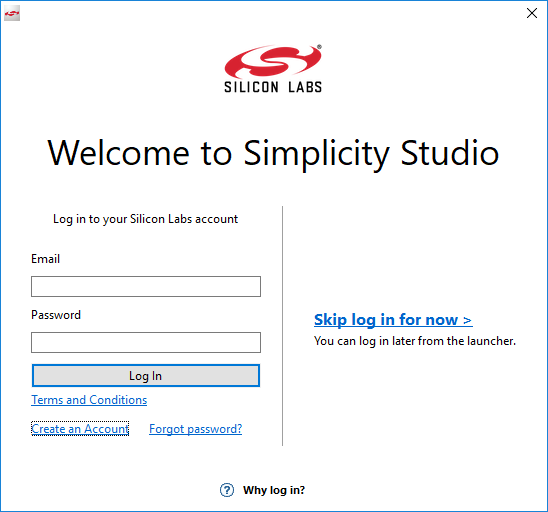 SILICON LABS
Welcome to Simplicity Studio
Log in to your Silicon Labs account
Email
Password
Log In
Terms and Conditions
Create an Account
Forgot password?
Skip log in for now >
You can log in later from the launcher.
Why log in?